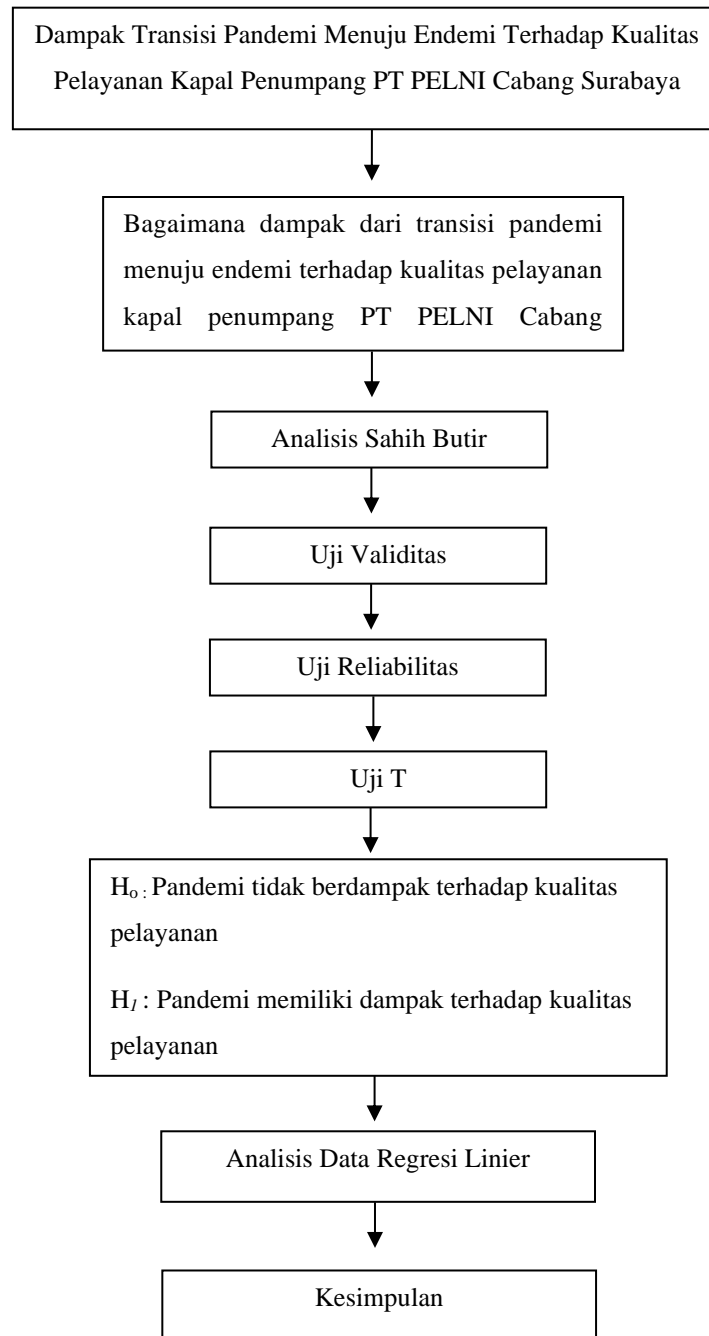 Dampak Transisi Pandemi Menuju Endemi Terhadap Kualitas
Pelayanan Kapal Penumpang PT PELNI Cabang Surabaya
Bagaimana dampak dari transisi pandemi
menuju endemi terhadap kualitas pelayanan
kapal penumpang PT PELNI Cabang
Analisis Sahih Butir
Uji Validitas
Uji Reliabilitas
Uji T
Ho : Pandemi tidak berdampak terhadap kualitas
pelayanan
H1 : Pandemi memiliki dampak terhadap kualitas
pelayanan
Analisis Data Regresi Linier
Kesimpulan